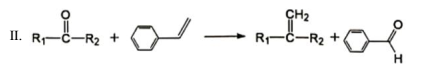 O CH₂ O
II. R₁–C–R₂ + ⟶ R₁–C–R₂ + H